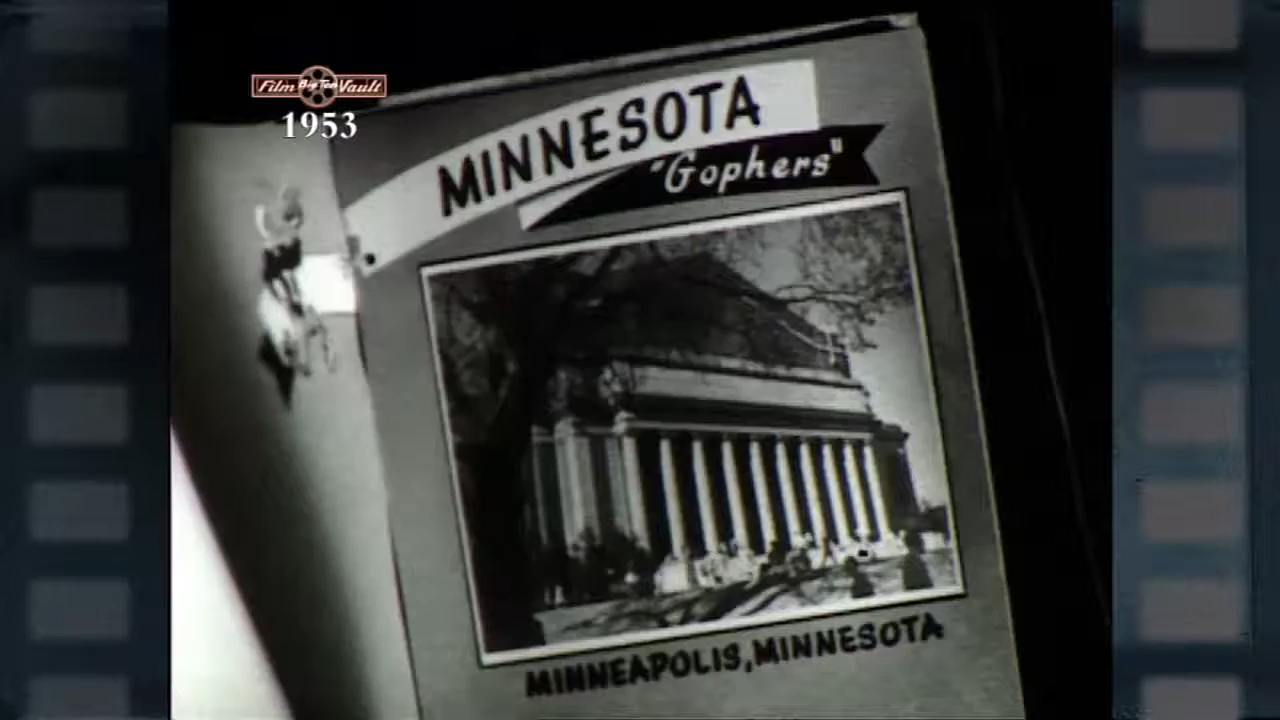 Film Big Ten Vault
1953
MINNESOTA
"Gophers"
MINNEAPOLIS, MINNESOTA